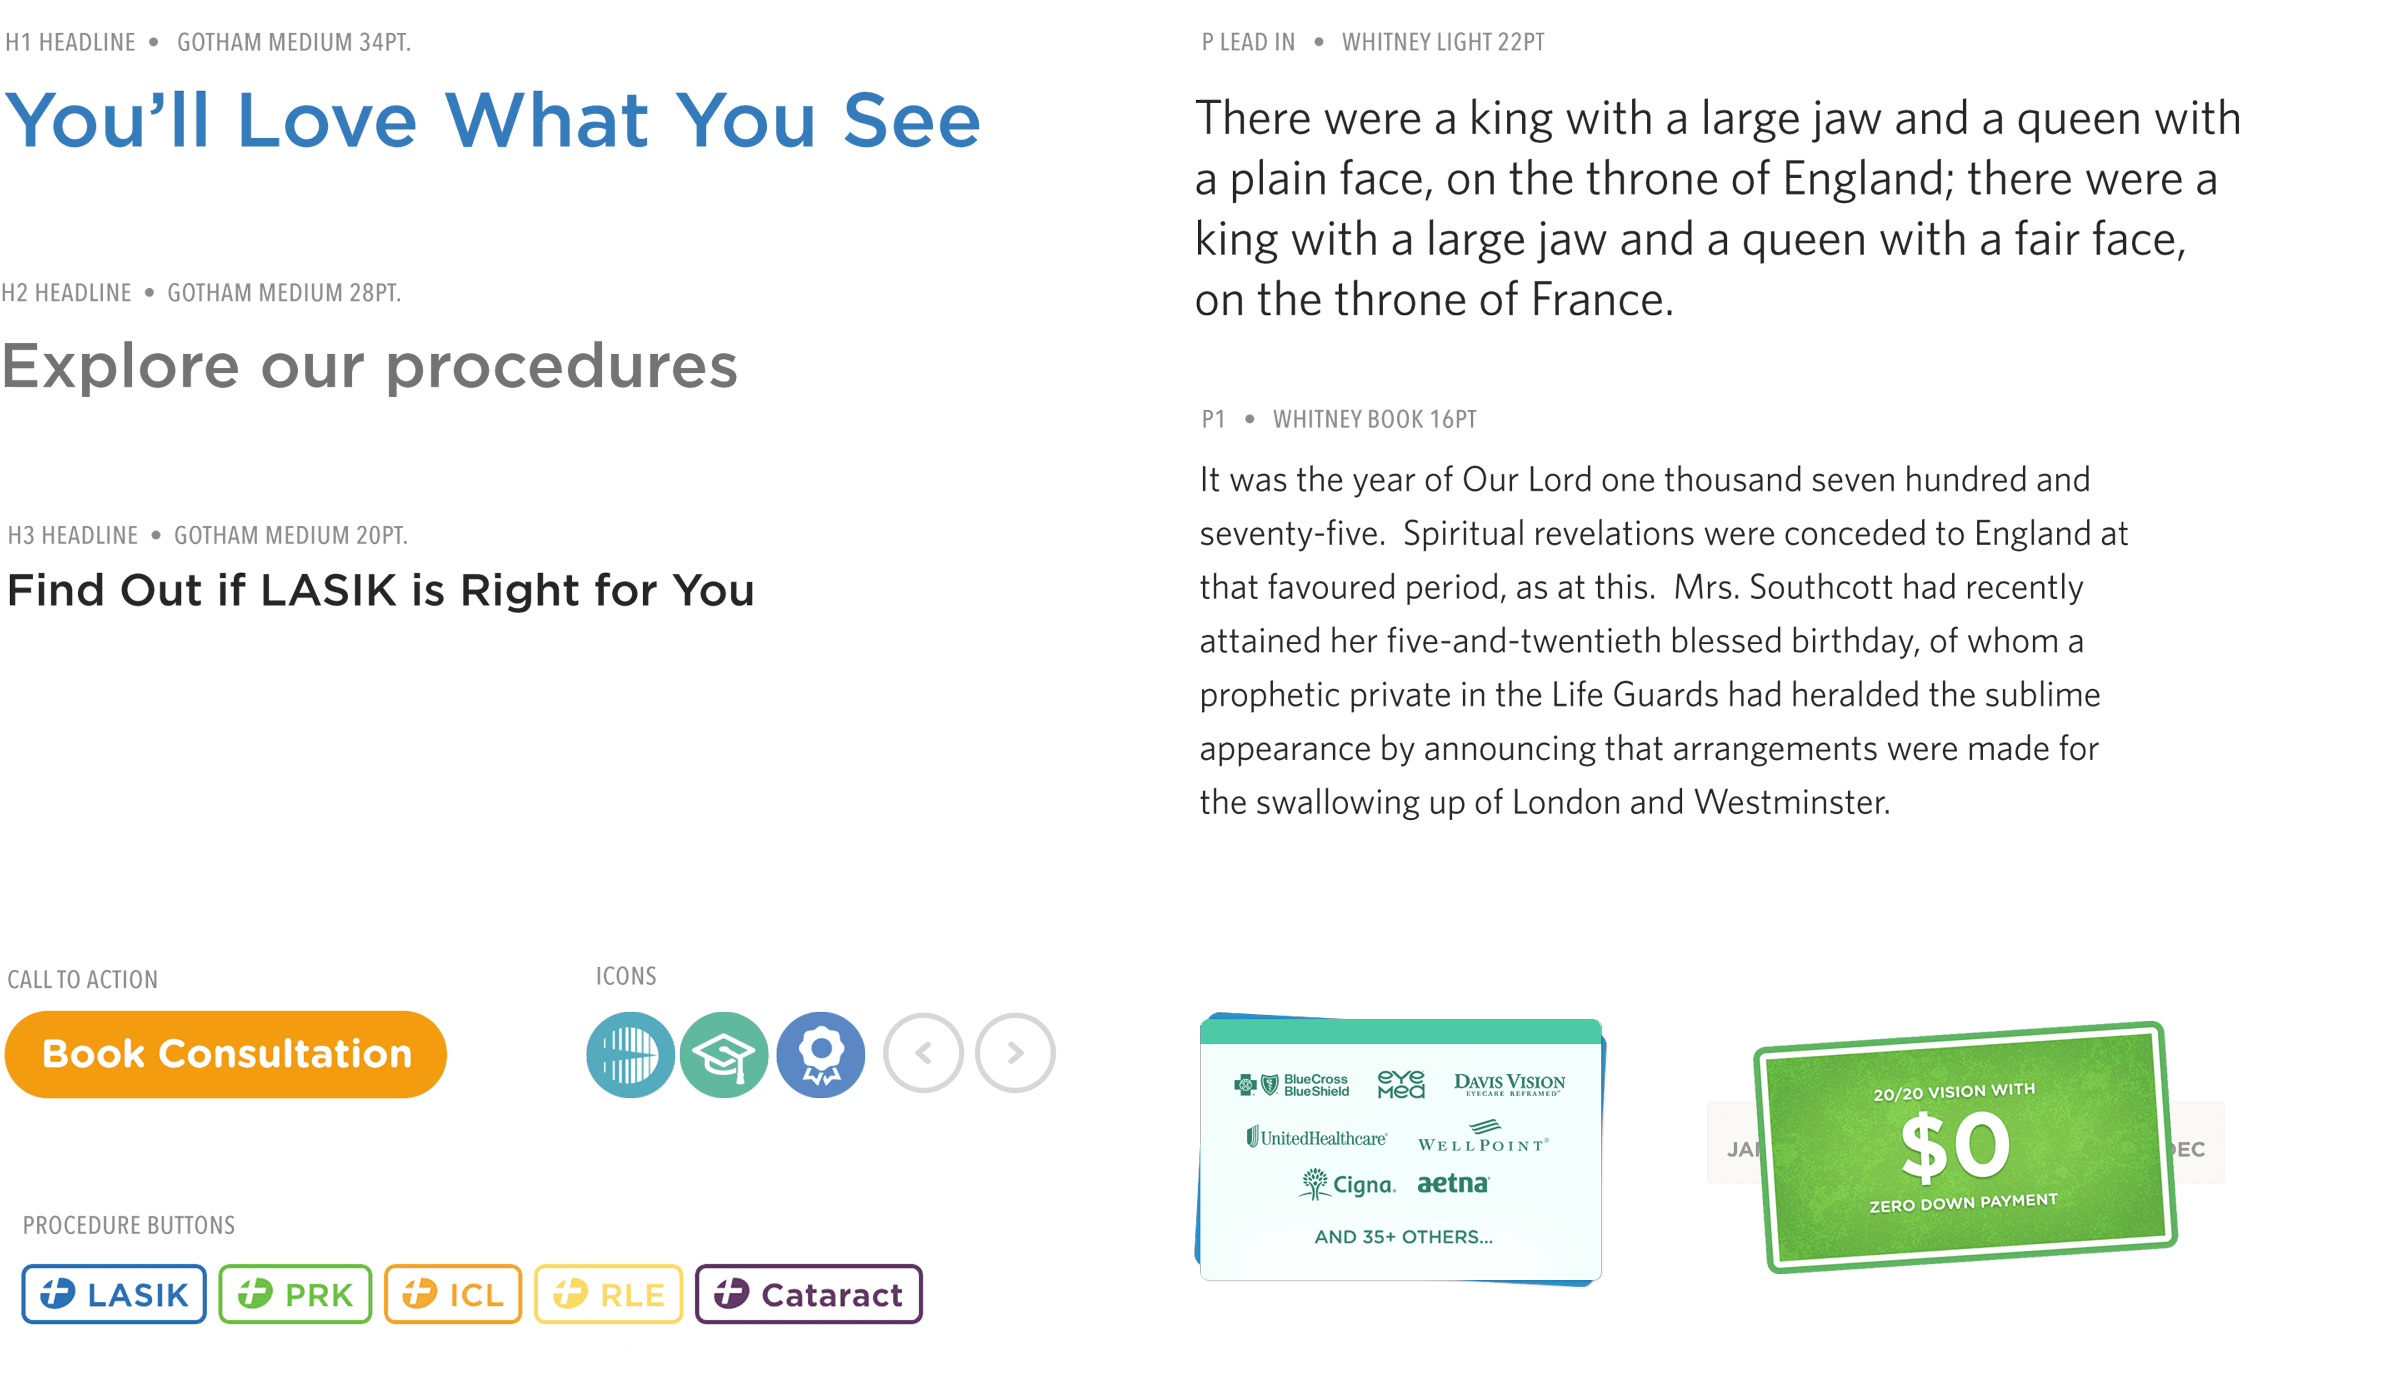 H1 HEADLINE • GOTHAM MEDIUM 34PT.
You’ll Love What You See
H2 HEADLINE • GOTHAM MEDIUM 28PT.
Explore our procedures
H3 HEADLINE • GOTHAM MEDIUM 20PT.
Find Out if LASIK is Right for You
P LEAD IN • WHITNEY LIGHT 22PT
There were a king with a large jaw and a queen with
a plain face, on the throne of England; there were a
king with a large jaw and a queen with a fair face,
on the throne of France.
P1 • WHITNEY BOOK 16PT
It was the year of Our Lord one thousand seven hundred and
seventy-five.  Spiritual revelations were conceded to England at
that favoured period, as at this.  Mrs. Southcott had recently
attained her five-and-twentieth blessed birthday, of whom a
prophetic private in the Life Guards had heralded the sublime
appearance by announcing that arrangements were made for
the swallowing up of London and Westminster.
CALL TO ACTION
Book Consultation
ICONS
PROCEDURE BUTTONS
LASIK
PRK
ICL
RLE
Cataract
BlueCross
BlueShield
eye
med
DAVIS VISION
EYECARE REFRAMED™
UnitedHealthcare®
WELLPOINT®
Cigna.
aetna®
AND 35+ OTHERS...
20/20 VISION WITH
$0
ZERO DOWN PAYMENT